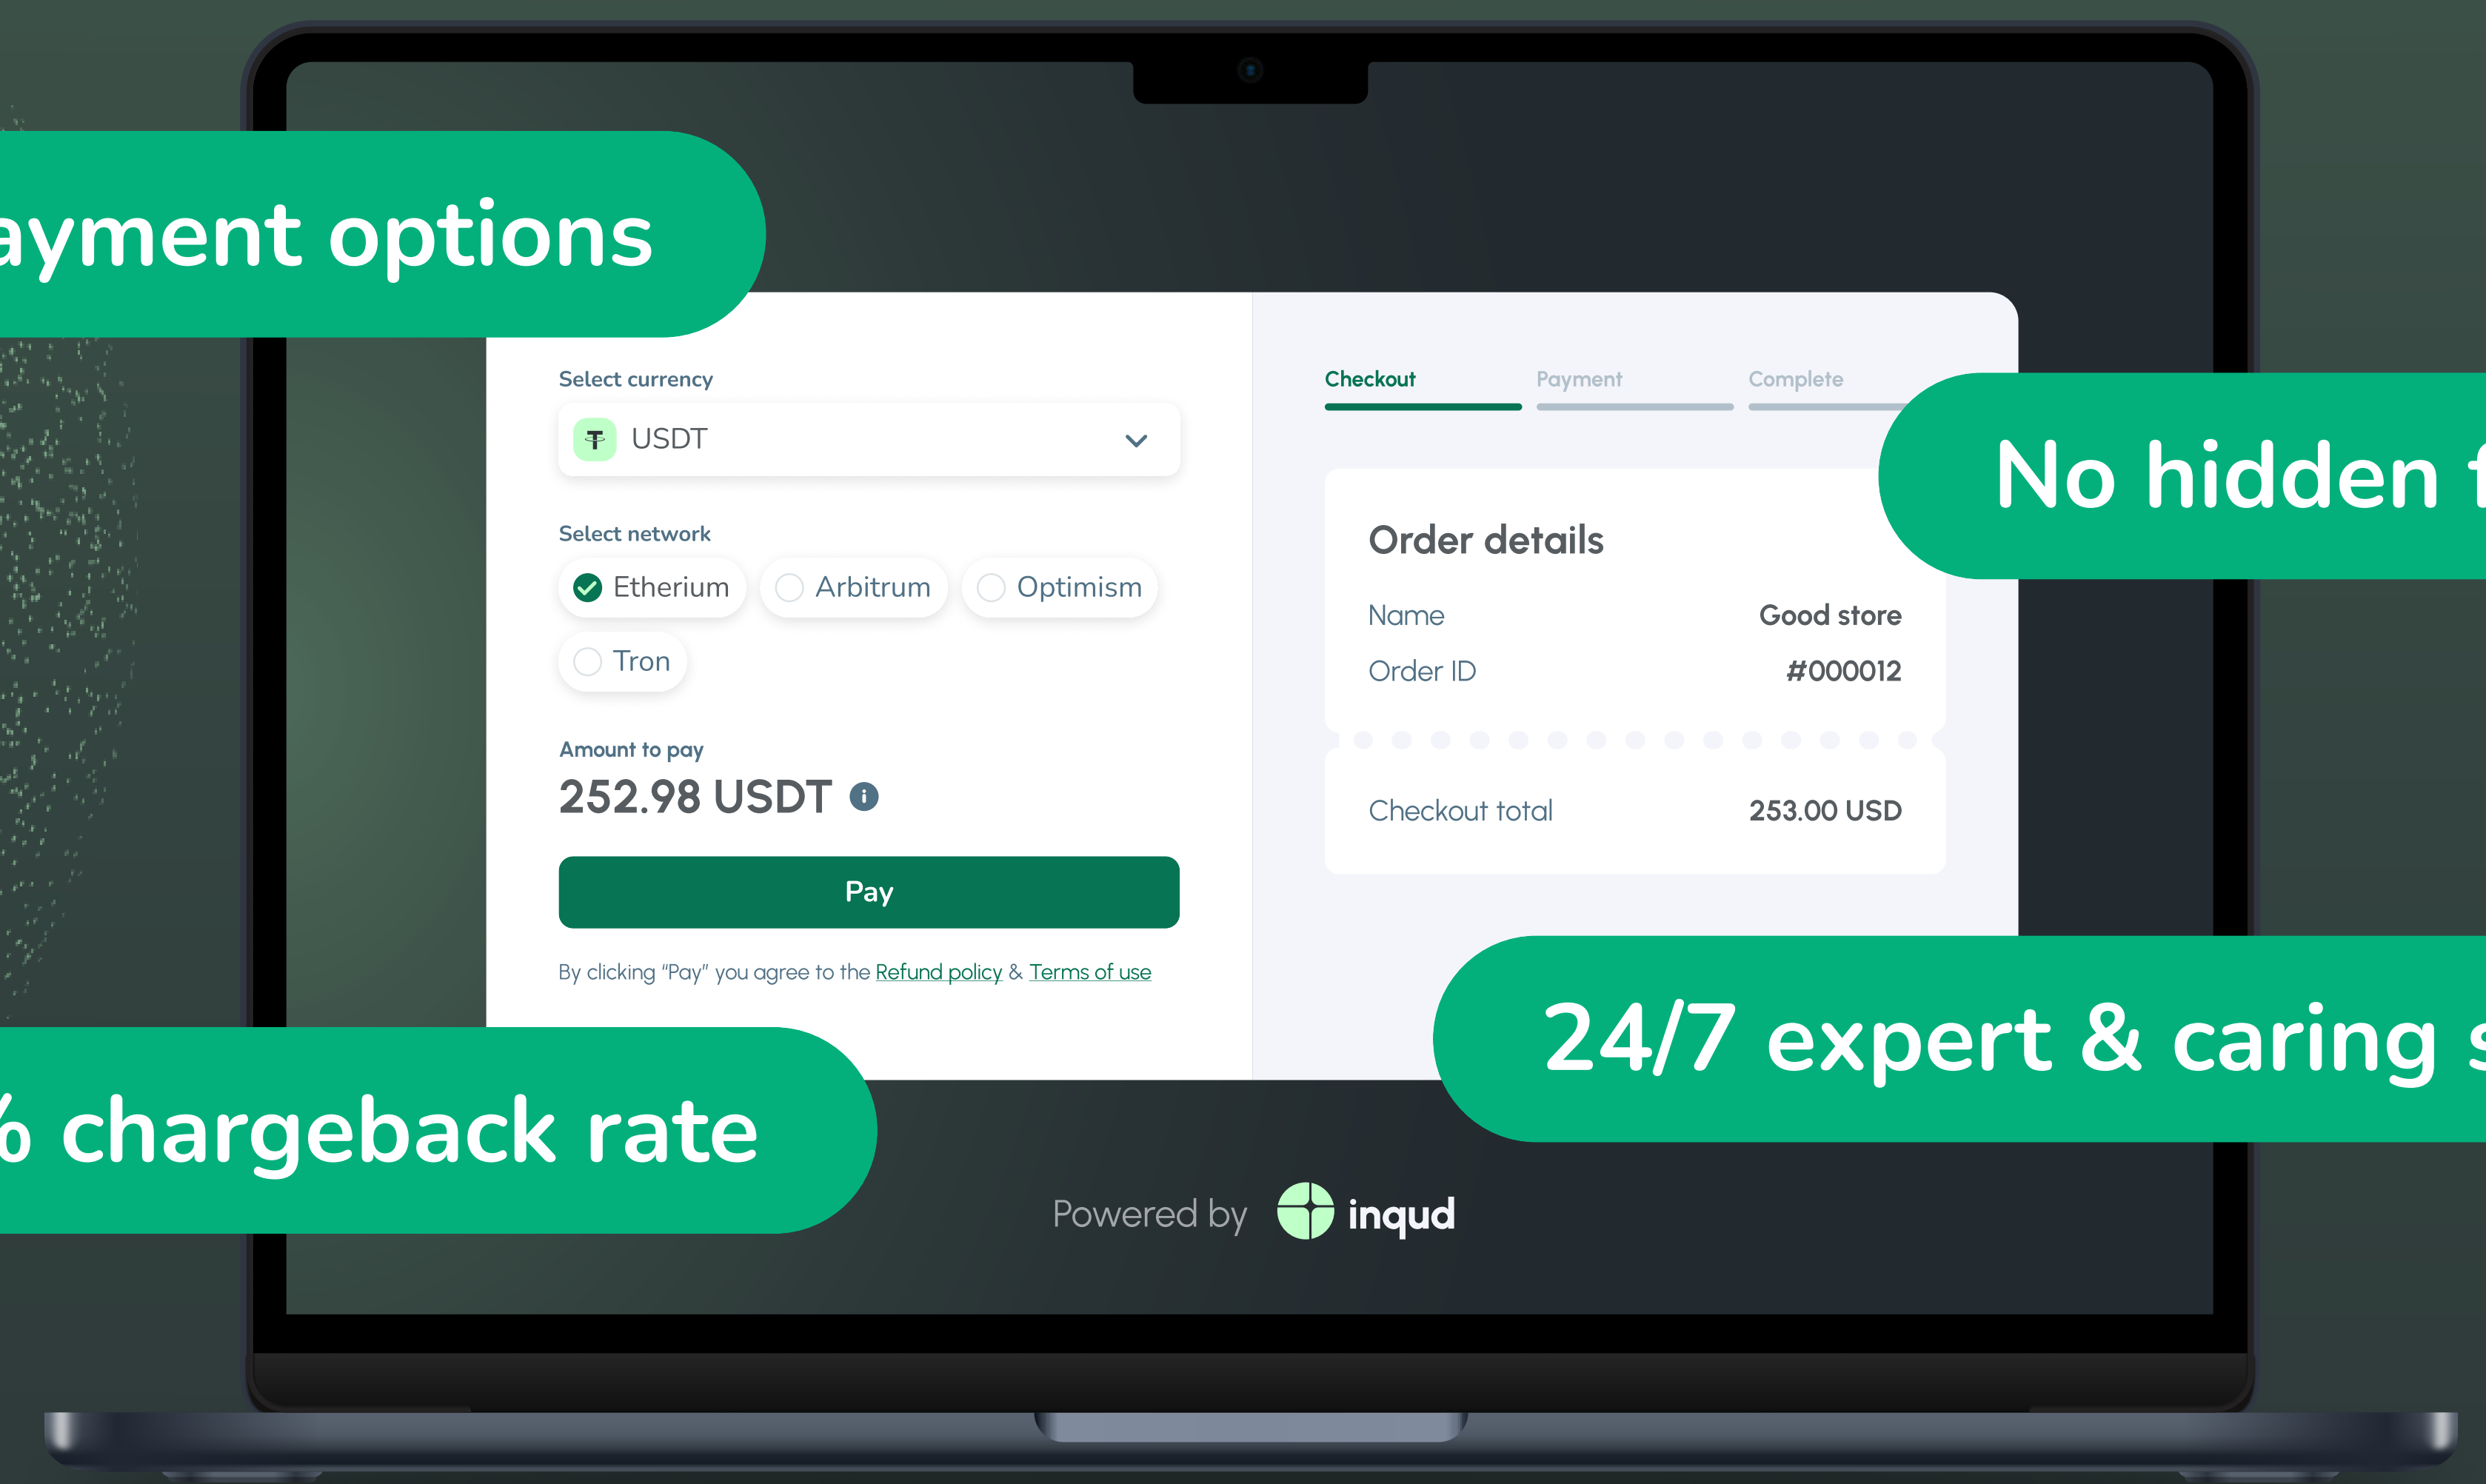 ayment options
Select currency
USDT
Select network
Etherium
Arbitrum
Optimism
Tron
Amount to pay
252.98 USDT
Pay
By clicking “Pay” you agree to the Refund policy & Terms of use
Checkout
Payment
Complete
No hidden
Order details
Name
Good store
Order ID
#000012
Checkout total
253.00 USD
24/7 expert & caring
% chargeback rate
Powered by inqud